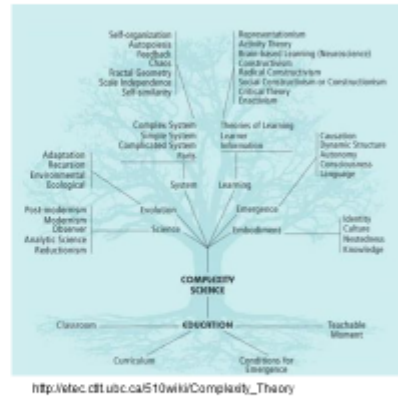 Self-organization
Autopoiesis
Feedback
Chaos
Fractal Geometry
Scale Independence
Self-similarity
Representationism
Activity Theory
Brain-based Learning (Neuroscience)
Constructivism
Radical Constructivism
Social Constructivism or Constructionism
Critical Theory
Enactivism
Complex System
Simple System
Complicated System
Parts
Theories of Learning
Learner
Information
Causation
Dynamic Structure
Autonomy
Consciousness
Language
Adaptation
Recursion
Environmental
Ecological
System
Learning
Post-modernism
Modernism
Observer
Analytic Science
Reductionism
Evolution
Science
Emergence
Embodiment
Identity
Culture
Nestedness
Knowledge
COMPLEXITY
SCIENCE
Classroom
EDUCATION
Teachable
Moment
Curriculum
Conditions for
Emergence
http://etec.ctlt.ubc.ca/510wiki/Complexity_Theory